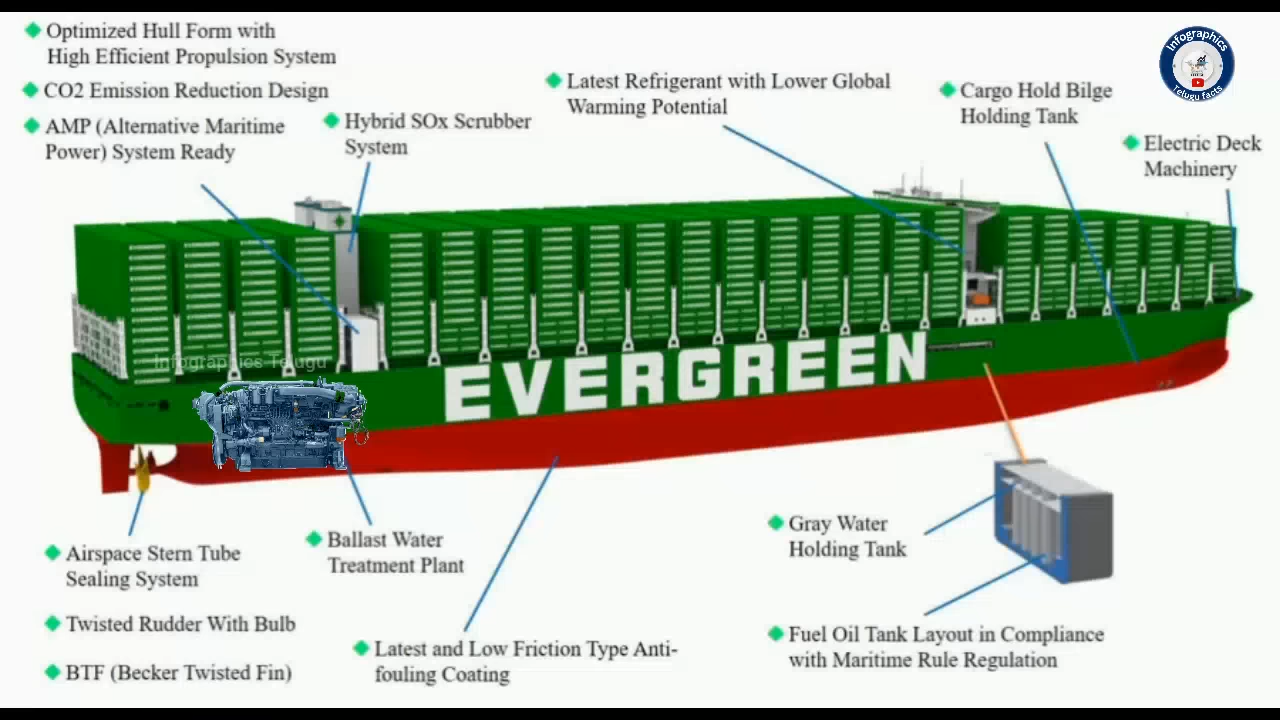 Optimized Hull Form with
High Efficient Propulsion System
CO2 Emission Reduction Design
AMP (Alternative Maritime
Power) System Ready
Hybrid SOx Scrubber
System
Latest Refrigerant with Lower Global
Warming Potential
Cargo Hold Bilge
Holding Tank
Electric Deck
Machinery
Infographics
Telugu facts
Infographics Telugu
EVERGREEN
Airspace Stern Tube
Sealing System
Twisted Rudder With Bulb
BTF (Becker Twisted Fin)
Ballast Water
Treatment Plant
Latest and Low Friction Type Anti-
fouling Coating
Gray Water
Holding Tank
Fuel Oil Tank Layout in Compliance
with Maritime Rule Regulation